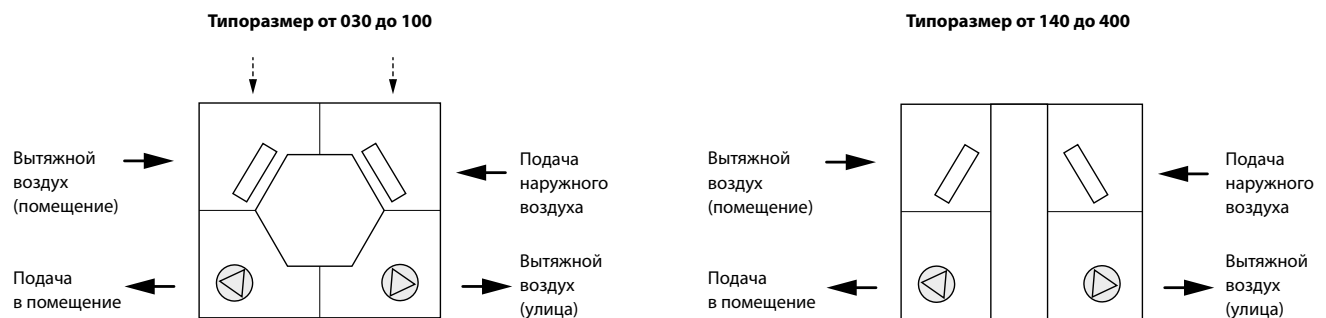 Типоразмер от 030 до 100
Вытяжной
воздух
(помещение)
Подача
наружного
воздуха
Подача
в помещение
Вытяжной
воздух
(улица)
Типоразмер от 140 до 400
Вытяжной
воздух
(помещение)
Подача
наружного
воздуха
Подача
в помещение
Вытяжной
воздух
(улица)